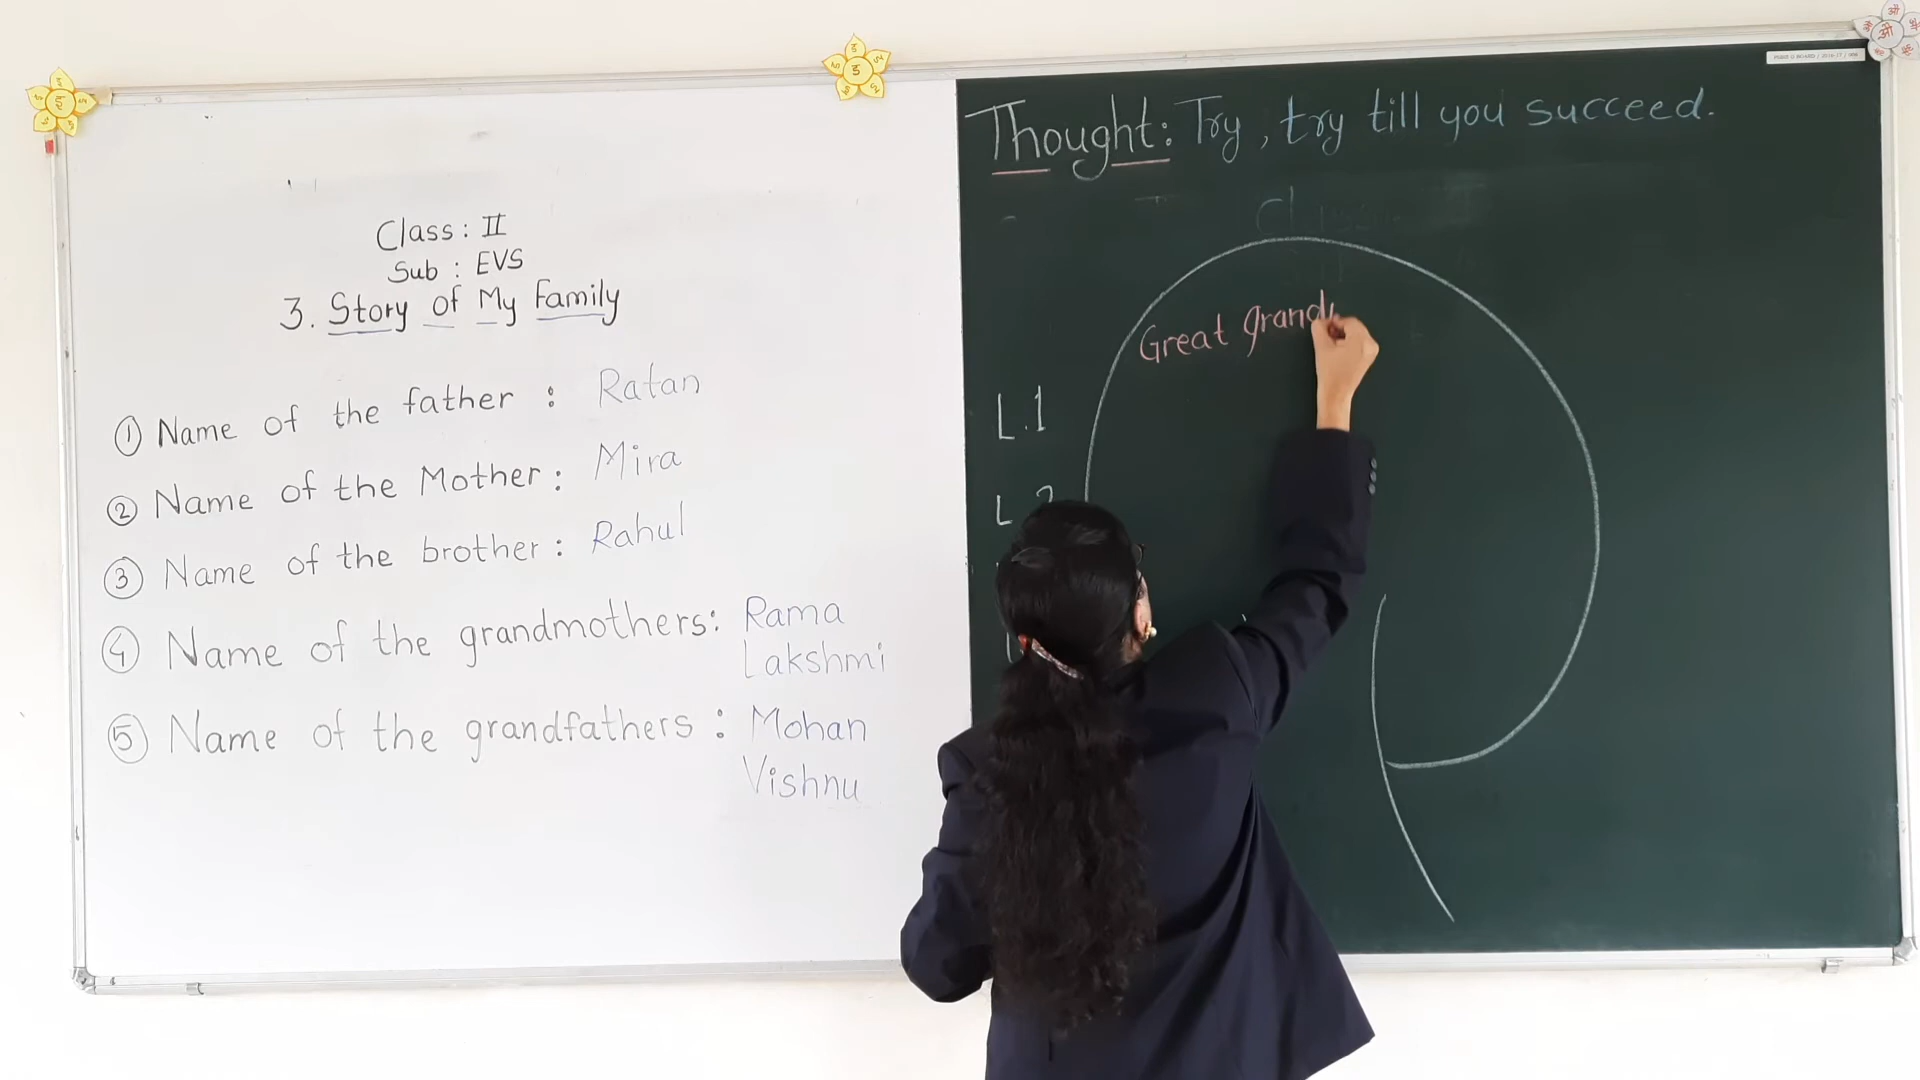 Class: II
Sub : EVS
3. Story of My Family
① Name of the father : Ratan
② Name of the Mother : Mira
③ Name of the brother : Rahul
④ Name of the grandmothers: Rama
Lakshmi
⑤ Name of the grandfathers : Mohan
Vishnu
Thought: Try, try till you succeed.
Great grand
L.1
L